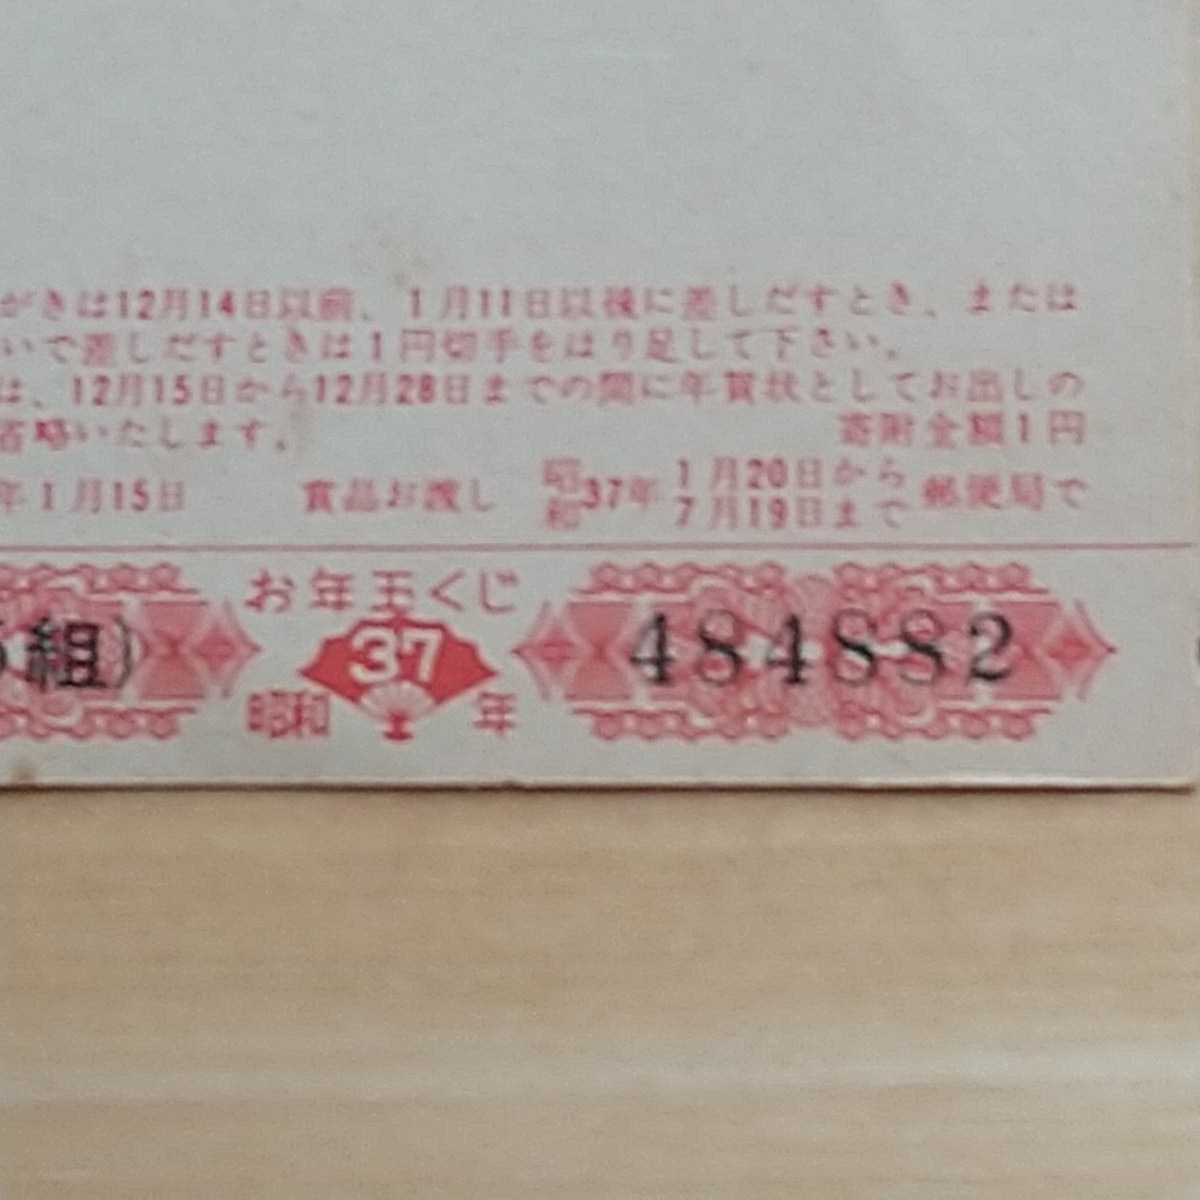 がきは12月14日以前、1月11日以後に差しだすとき、または
いで差しだすときは1円切手をはり足して下さい。
は、12月15日から12月28日までの間に年賀状としてお出しの
省略いたします。 寄附金額1円
年1月15日 賞品お渡し 昭和37年 1月20日から 7月19日まで 郵便局で
お年玉くじ
組) 37 484882
昭和 年